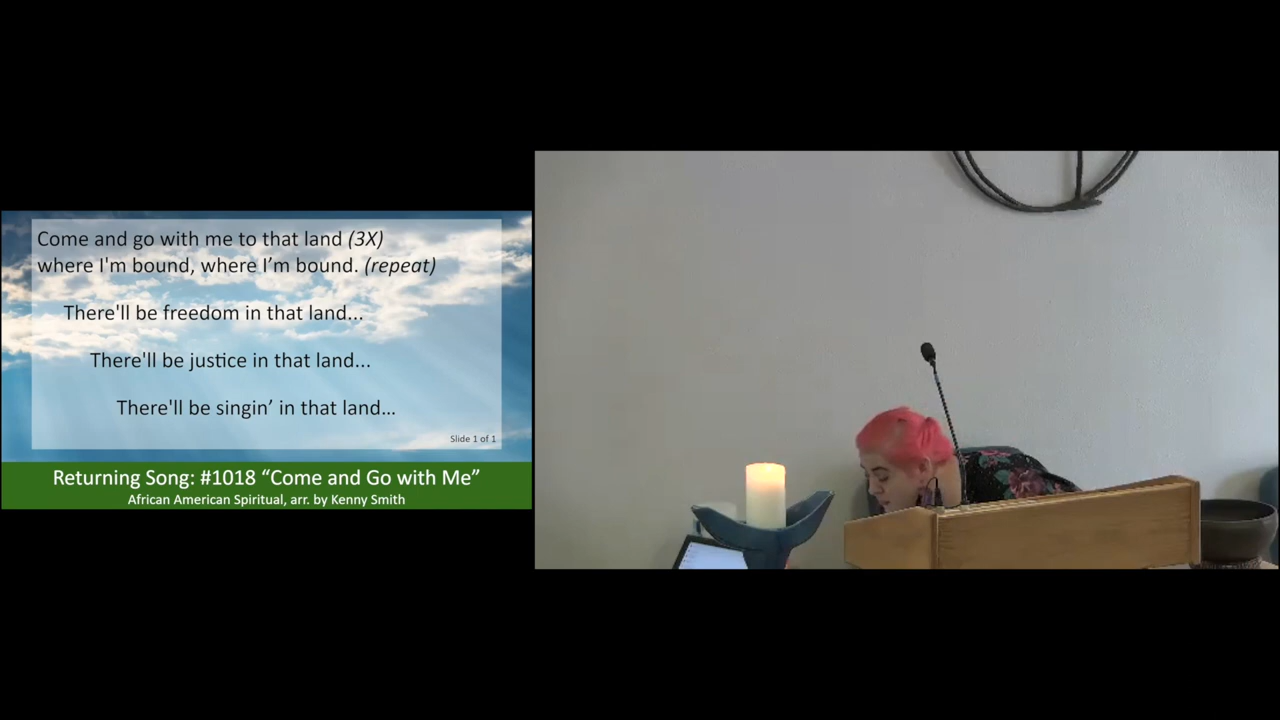 Come and go with me to that land (3X)
where I'm bound, where I’m bound. (repeat)
There'll be freedom in that land...
There'll be justice in that land...
There'll be singin’ in that land…
Slide 1 of 1
Returning Song: #1018 “Come and Go with Me”
African American Spiritual, arr. by Kenny Smith